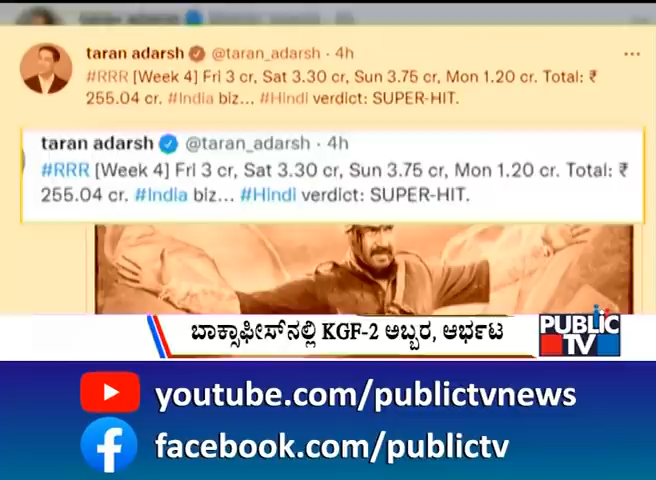 taran adarsh @taran_adarsh · 4h
#RRR [Week 4] Fri 3 cr, Sat 3.30 cr, Sun 3.75 cr, Mon 1.20 cr. Total: ₹
255.04 cr. #India biz... #Hindi verdict: SUPER-HIT.
taran adarsh @taran_adarsh · 4h
#RRR [Week 4] Fri 3 cr, Sat 3.30 cr, Sun 3.75 cr, Mon 1.20 cr. Total: ₹
255.04 cr. #India biz... #Hindi verdict: SUPER-HIT.
ಬಾಕ್ಸಾಫೀಸ್‌ನಲ್ಲಿ KGF-2 ಅಬ್ಬರ, ಆರ್ಭಟ
PUBLIC
TV
youtube.com/publictvnews
facebook.com/publictv